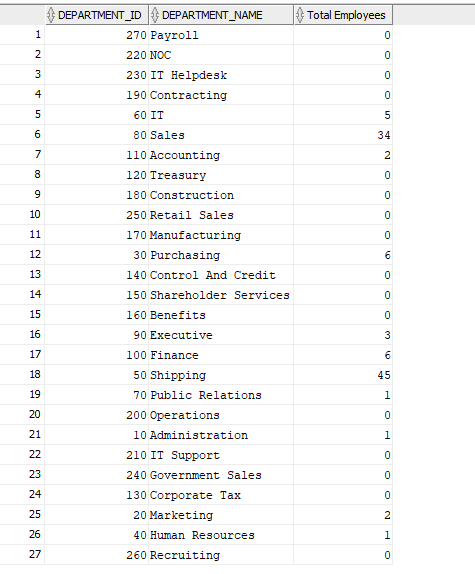 DEPARTMENT_ID DEPARTMENT_NAME Total Employees
1 270 Payroll 0
2 220 NOC 0
3 230 IT Helpdesk 0
4 190 Contracting 0
5 60 IT 5
6 80 Sales 34
7 110 Accounting 2
8 120 Treasury 0
9 180 Construction 0
10 250 Retail Sales 0
11 170 Manufacturing 0
12 30 Purchasing 6
13 140 Control And Credit 0
14 150 Shareholder Services 0
15 160 Benefits 0
16 90 Executive 3
17 100 Finance 6
18 50 Shipping 45
19 70 Public Relations 1
20 200 Operations 0
21 10 Administration 1
22 210 IT Support 0
23 240 Government Sales 0
24 130 Corporate Tax 0
25 20 Marketing 2
26 40 Human Resources 1
27 260 Recruiting 0